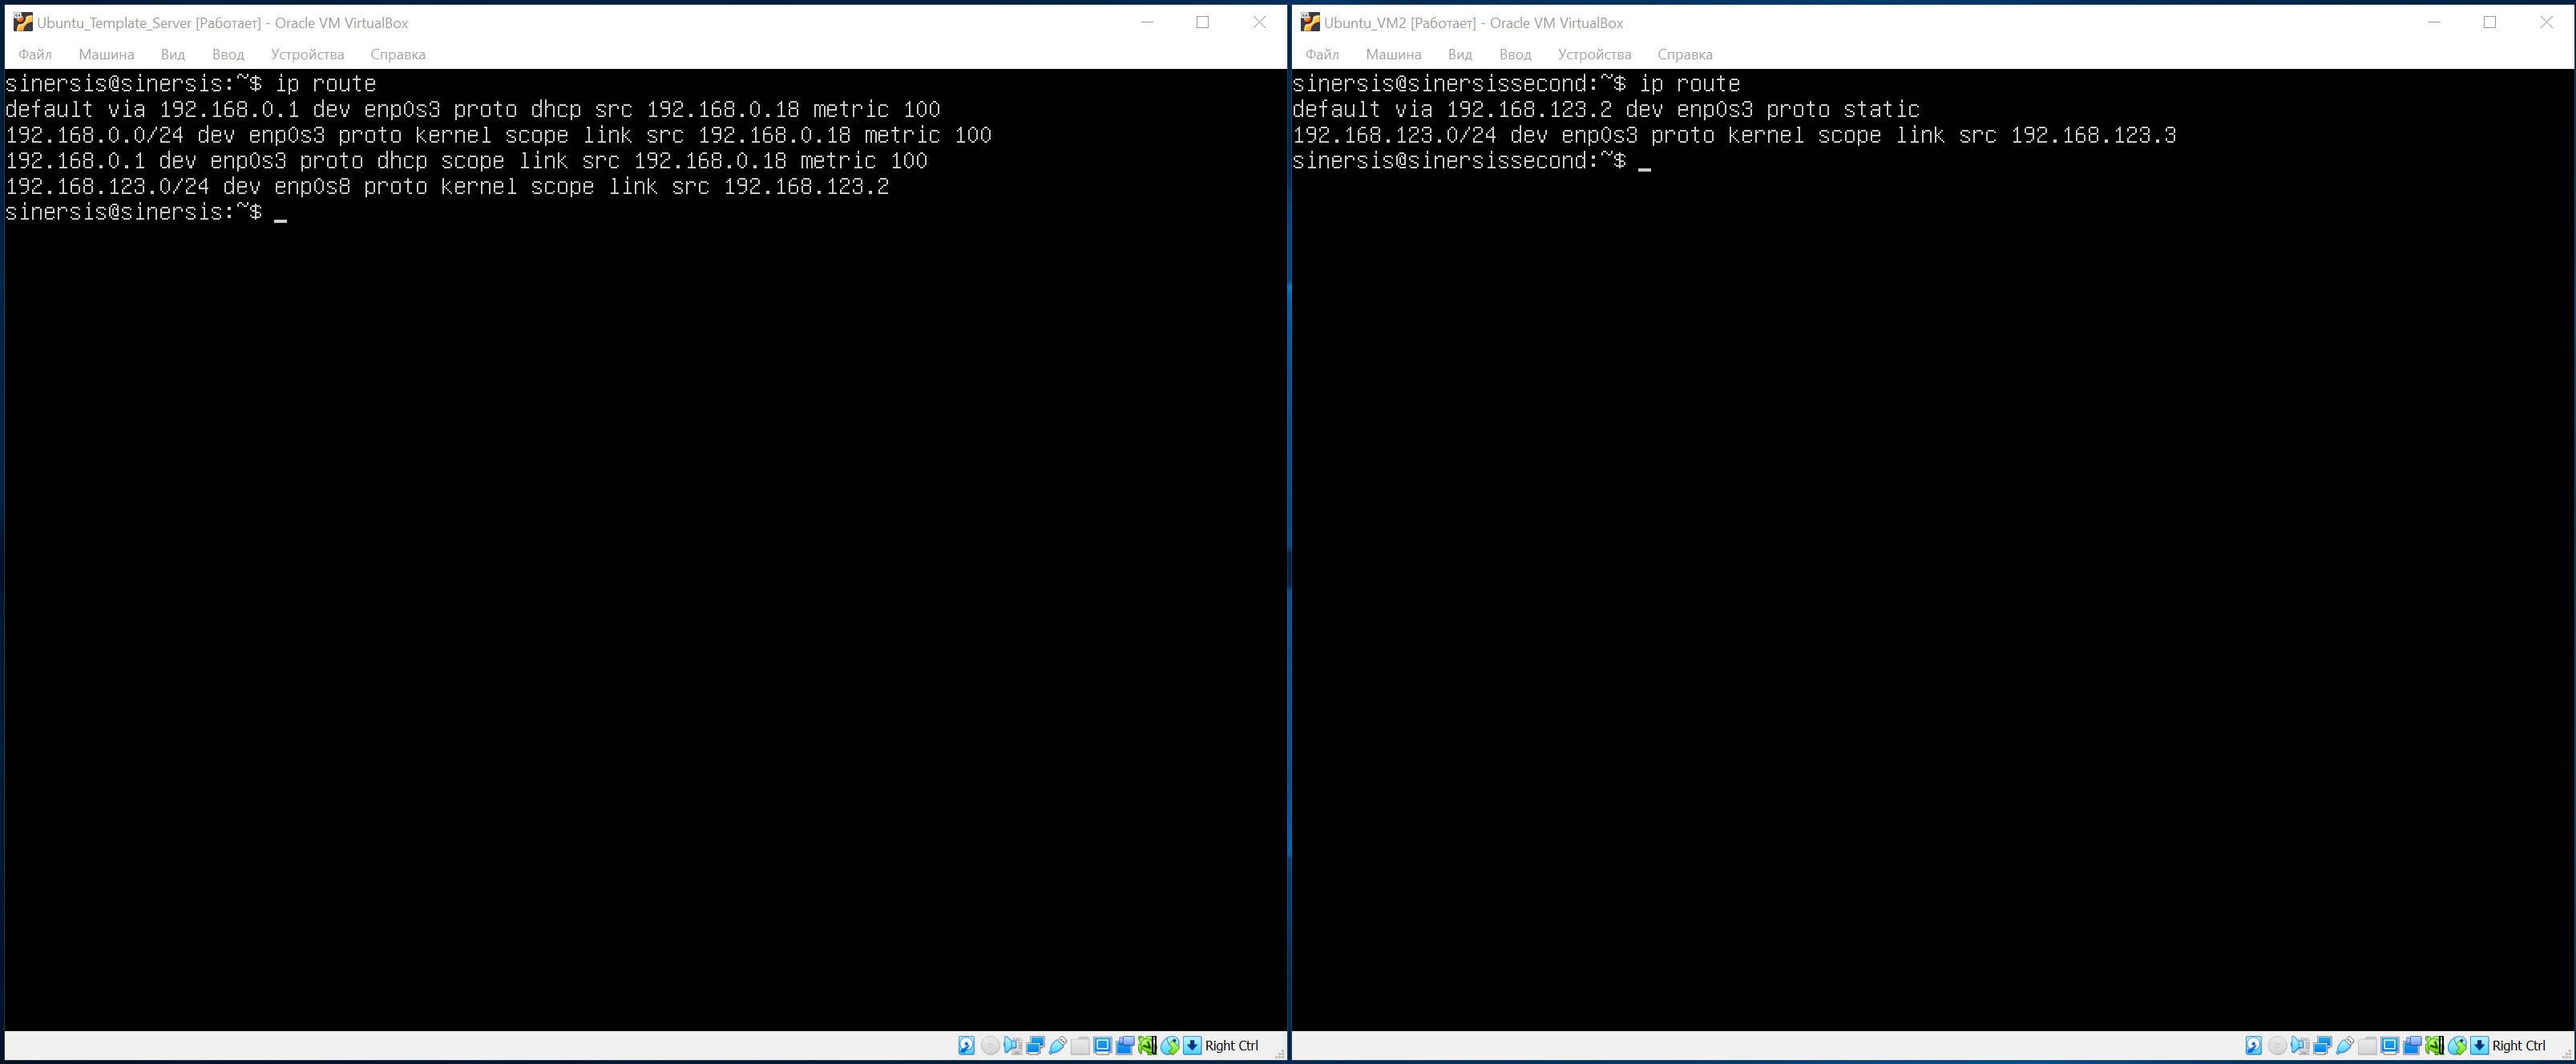 Ubuntu_Template_Server [Работает] - Oracle VM VirtualBox
Файл Машина Вид Ввод Устройства Справка
sinersis@sinersis:~$ ip route
default via 192.168.0.1 dev enp0s3 proto dhcp src 192.168.0.18 metric 100
192.168.0.0/24 dev enp0s3 proto kernel scope link src 192.168.0.18 metric 100
192.168.0.1 dev enp0s3 proto dhcp scope link src 192.168.0.18 metric 100
192.168.123.0/24 dev enp0s8 proto kernel scope link src 192.168.123.2
sinersis@sinersis:~$ _
Right Ctrl
Ubuntu_VM2 [Работает] - Oracle VM VirtualBox
Файл Машина Вид Ввод Устройства Справка
sinersis@sinersissecond:~$ ip route
default via 192.168.123.2 dev enp0s3 proto static
192.168.123.0/24 dev enp0s3 proto kernel scope link src 192.168.123.3
sinersis@sinersissecond:~$ _
Right Ctrl